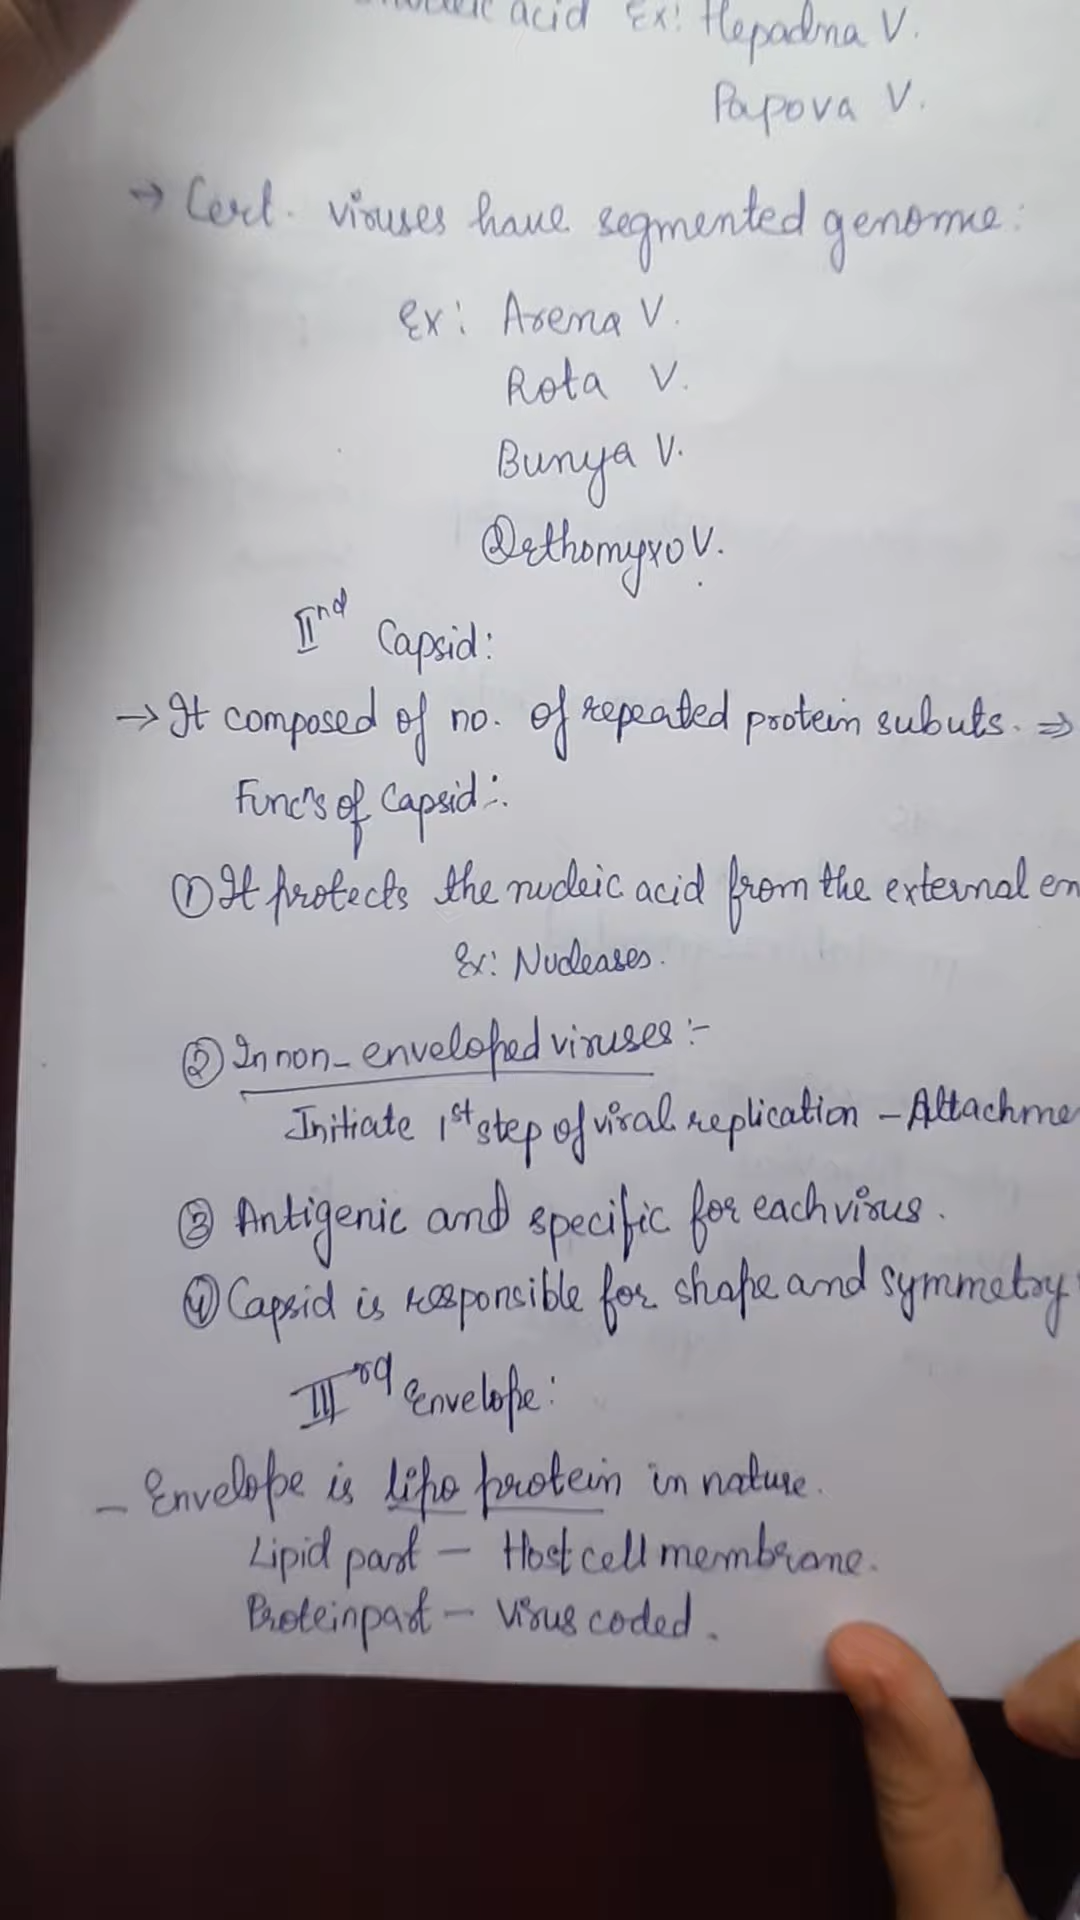 acid Ex: Hepadna V.
Papova V.
→ Cert. viruses have segmented genome:
Ex: Arena V.
Rota V.
Bunya V.
Orthomyxo V.
IInd Capsid:
→ It composed of no. of repeated protein subuts. ⇒
Func's of Capsid:.
① It protects the nucleic acid from the external en
Ex: Nucleases.
② In non-enveloped viruses:-
Initiate 1st step of viral replication - Attachme
③ Antigenic and specific for each virus.
④ Capsid is responsible for shape and symmetry
IIIrd Envelope:
- Envelope is lipo protein in nature.
Lipid part - Host cell membrane.
Protein part - Virus coded.